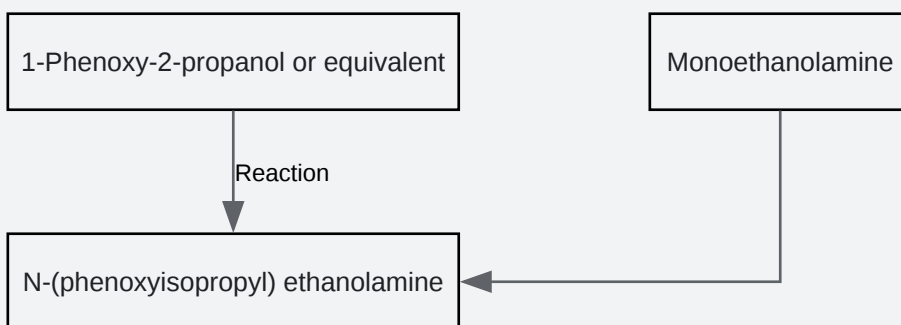 1-Phenoxy-2-propanol or equivalent
Monoethanolamine
Reaction
N-(phenoxyisopropyl) ethanolamine